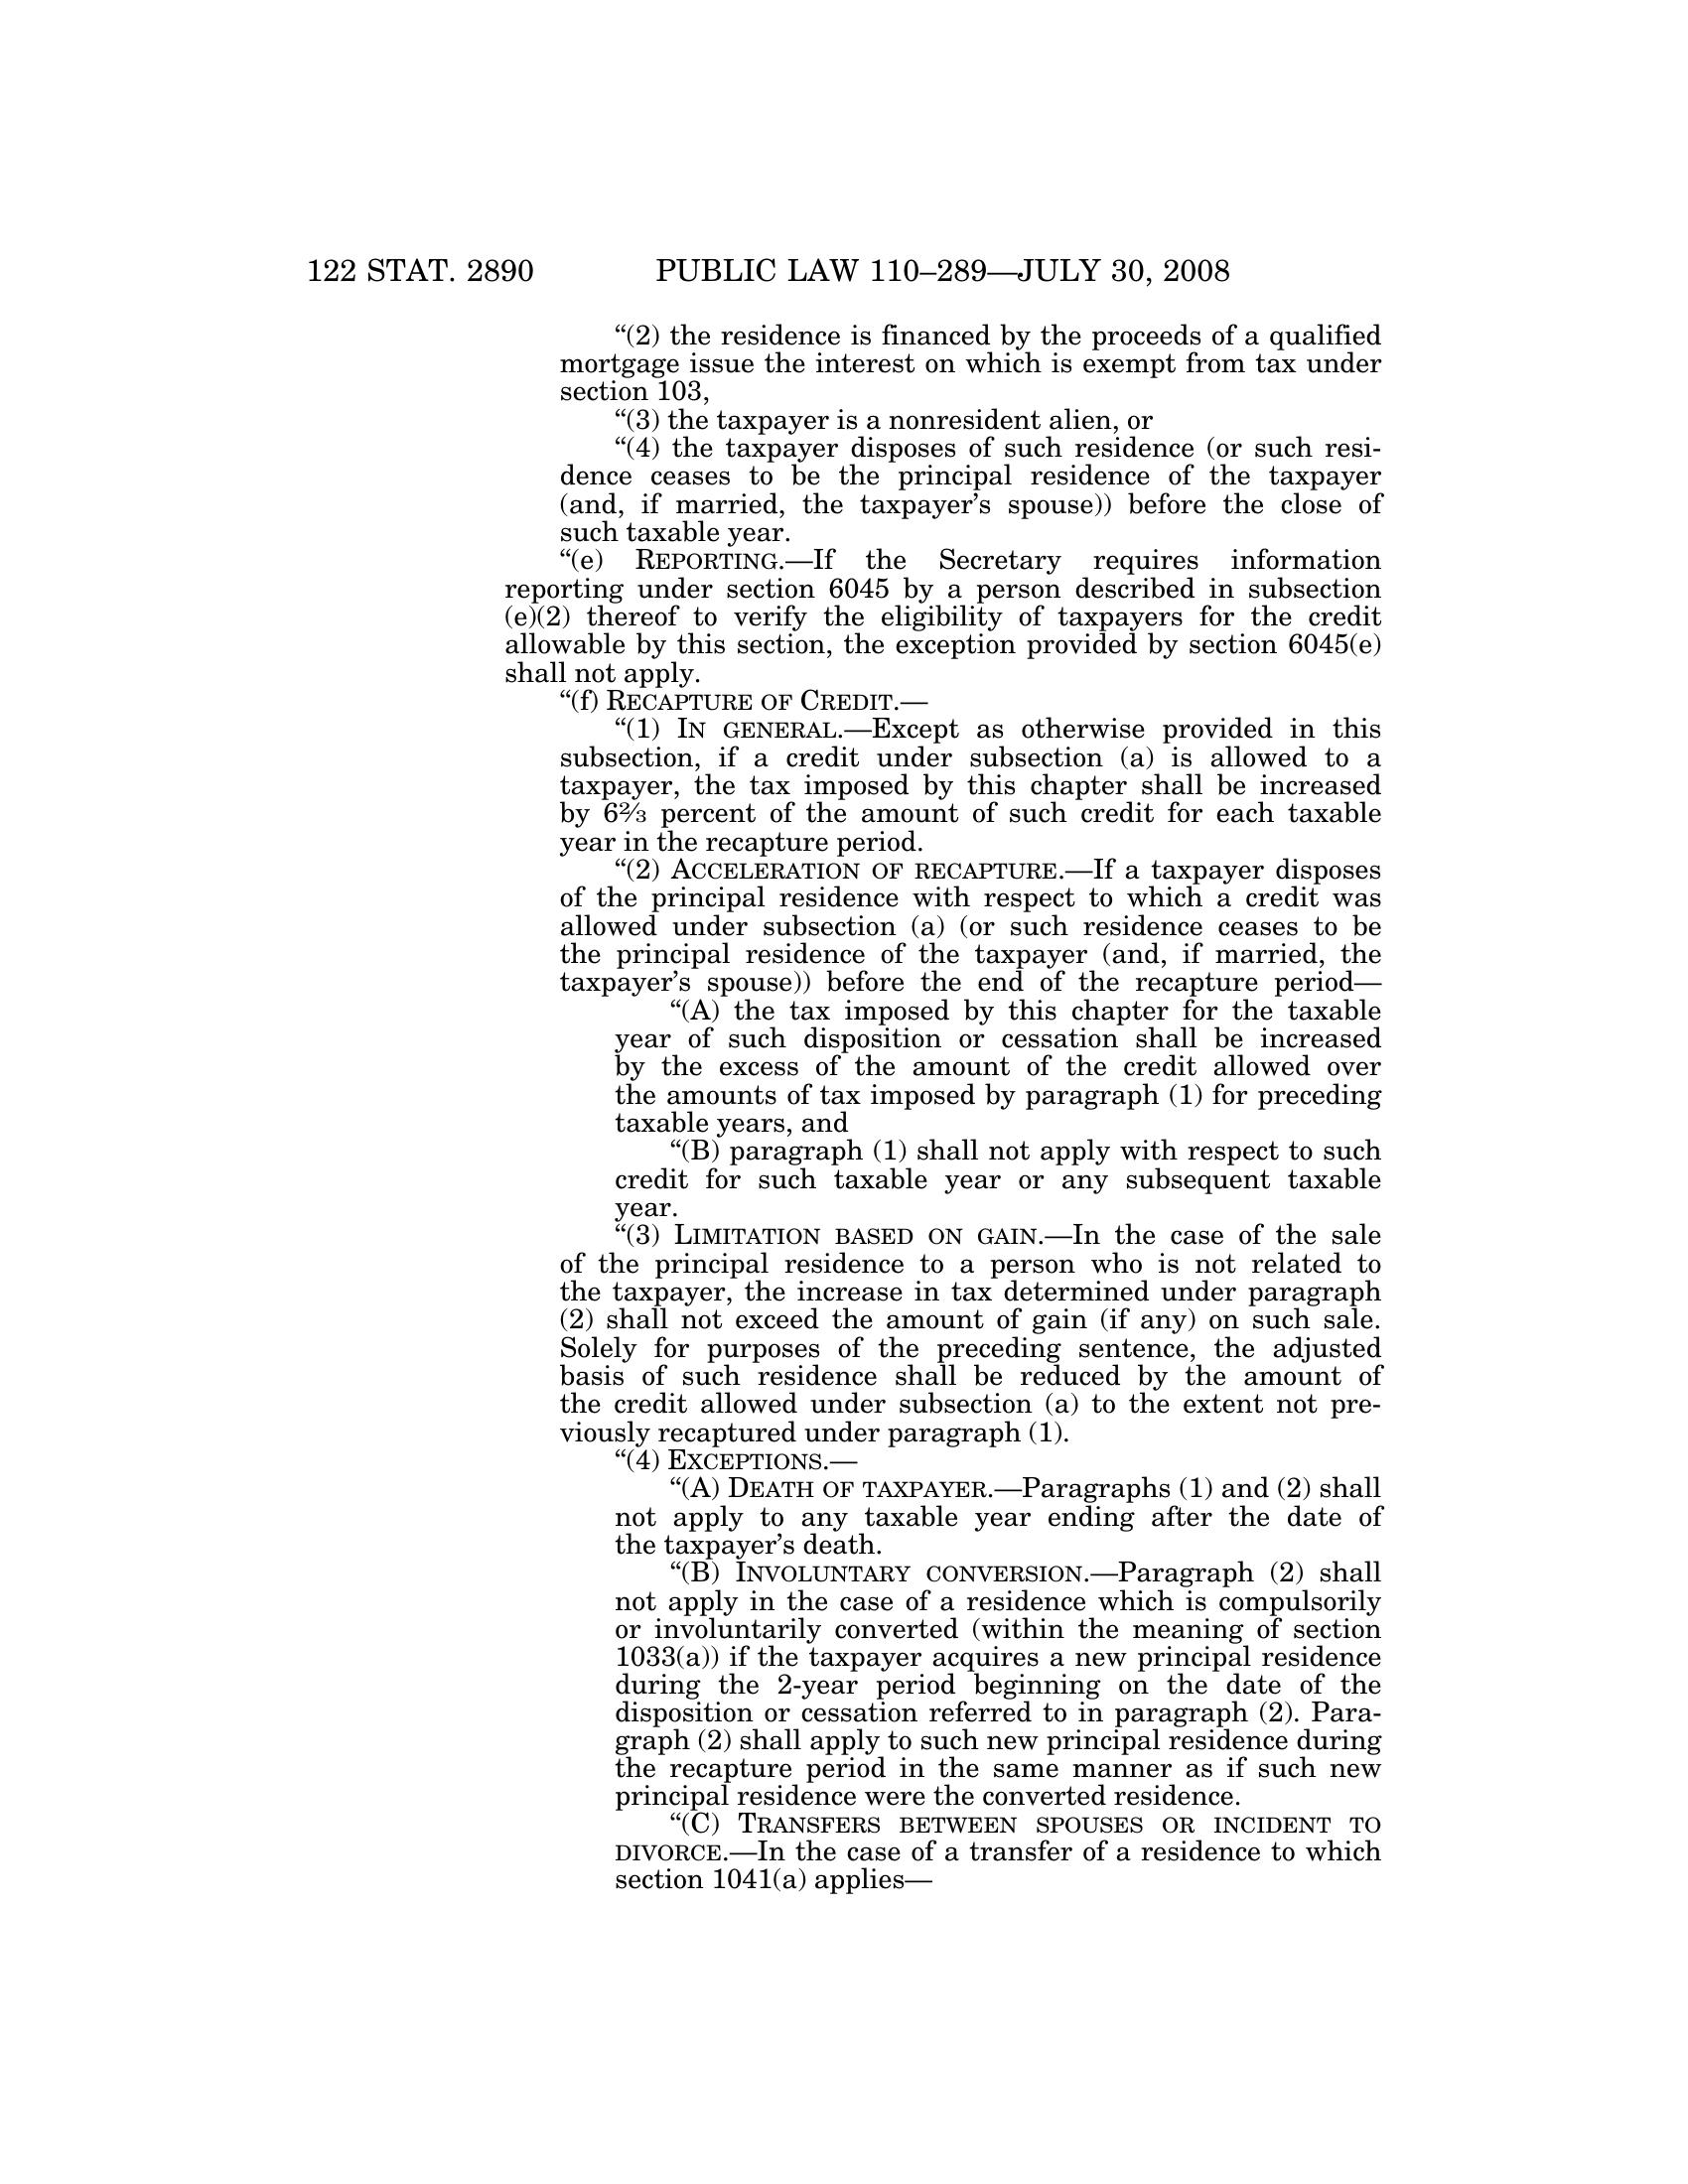 122 STAT. 2890 PUBLIC LAW 110–289—JULY 30, 2008
“(2) the residence is financed by the proceeds of a qualified
mortgage issue the interest on which is exempt from tax under
section 103,
“(3) the taxpayer is a nonresident alien, or
“(4) the taxpayer disposes of such residence (or such resi-
dence ceases to be the principal residence of the taxpayer
(and, if married, the taxpayer’s spouse)) before the close of
such taxable year.
“(e) REPORTING.—If the Secretary requires information
reporting under section 6045 by a person described in subsection
(e)(2) thereof to verify the eligibility of taxpayers for the credit
allowable by this section, the exception provided by section 6045(e)
shall not apply.
“(f) RECAPTURE OF CREDIT.—
“(1) IN GENERAL.—Except as otherwise provided in this
subsection, if a credit under subsection (a) is allowed to a
taxpayer, the tax imposed by this chapter shall be increased
by 6⅔ percent of the amount of such credit for each taxable
year in the recapture period.
“(2) ACCELERATION OF RECAPTURE.—If a taxpayer disposes
of the principal residence with respect to which a credit was
allowed under subsection (a) (or such residence ceases to be
the principal residence of the taxpayer (and, if married, the
taxpayer’s spouse)) before the end of the recapture period—
“(A) the tax imposed by this chapter for the taxable
year of such disposition or cessation shall be increased
by the excess of the amount of the credit allowed over
the amounts of tax imposed by paragraph (1) for preceding
taxable years, and
“(B) paragraph (1) shall not apply with respect to such
credit for such taxable year or any subsequent taxable
year.
“(3) LIMITATION BASED ON GAIN.—In the case of the sale
of the principal residence to a person who is not related to
the taxpayer, the increase in tax determined under paragraph
(2) shall not exceed the amount of gain (if any) on such sale.
Solely for purposes of the preceding sentence, the adjusted
basis of such residence shall be reduced by the amount of
the credit allowed under subsection (a) to the extent not pre-
viously recaptured under paragraph (1).
“(4) EXCEPTIONS.—
“(A) DEATH OF TAXPAYER.—Paragraphs (1) and (2) shall
not apply to any taxable year ending after the date of
the taxpayer’s death.
“(B) INVOLUNTARY CONVERSION.—Paragraph (2) shall
not apply in the case of a residence which is compulsorily
or involuntarily converted (within the meaning of section
1033(a)) if the taxpayer acquires a new principal residence
during the 2-year period beginning on the date of the
disposition or cessation referred to in paragraph (2). Para-
graph (2) shall apply to such new principal residence during
the recapture period in the same manner as if such new
principal residence were the converted residence.
“(C) TRANSFERS BETWEEN SPOUSES OR INCIDENT TO
DIVORCE.—In the case of a transfer of a residence to which
section 1041(a) applies—